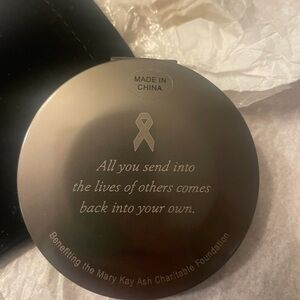 MADE IN
CHINA
All you send into
the lives of others comes
back into your own.
Benefiting the Mary Kay Ash Charitable Foundation